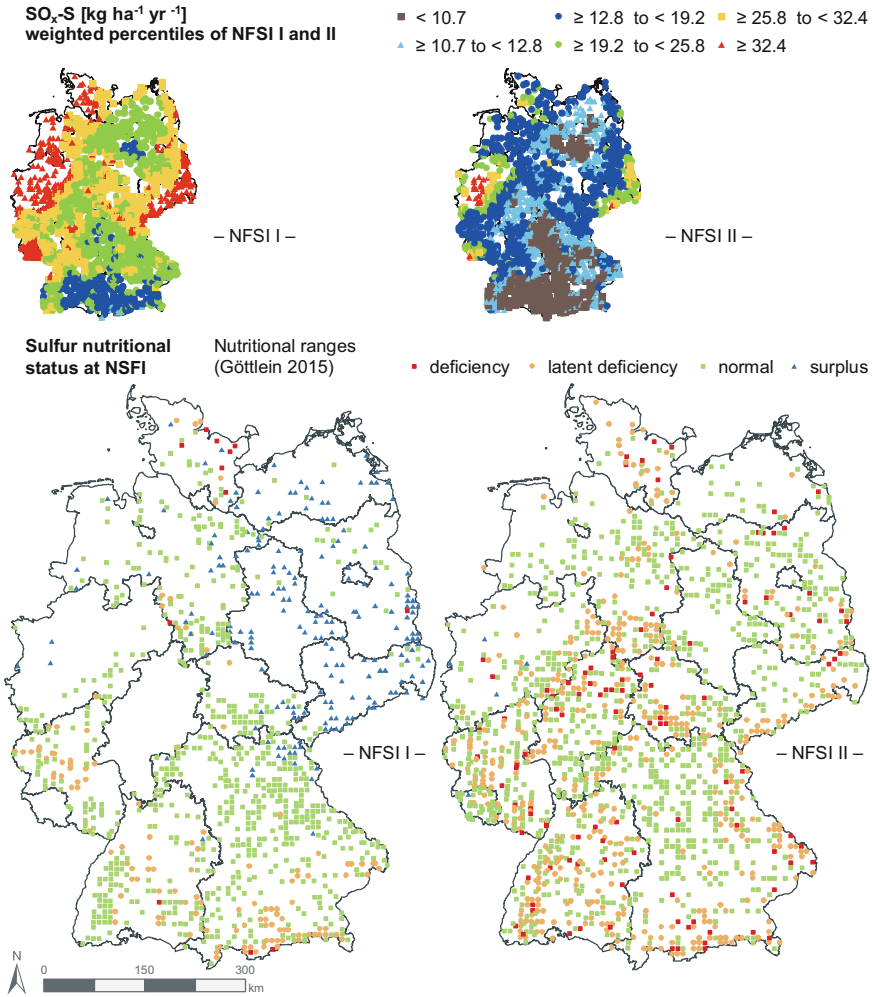 SOx-S [kg ha-1 yr -1]
weighted percentiles of NFSI I and II
< 10.7
≥ 12.8 to < 19.2
≥ 25.8 to < 32.4
≥ 10.7 to < 12.8
≥ 19.2 to < 25.8
≥ 32.4
– NFSI I –
– NFSI II –
Sulfur nutritional
status at NSFI
Nutritional ranges
(Göttlein 2015)
deficiency
latent deficiency
normal
surplus
– NFSI I –
– NFSI II –
N
0
150
300
km